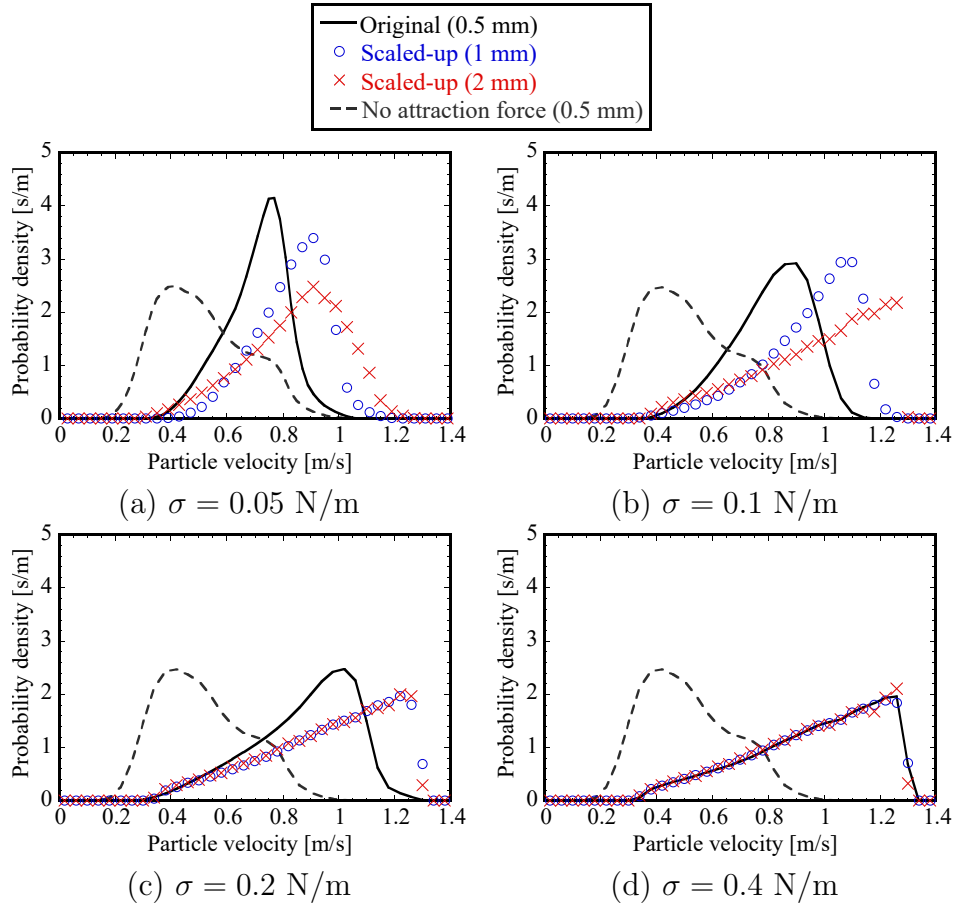 Original (0.5 mm)
Scaled-up (1 mm)
Scaled-up (2 mm)
No attraction force (0.5 mm)
Probability density [s/m]
5
4
3
2
1
0
0 0.2 0.4 0.6 0.8 1 1.2 1.4
Particle velocity [m/s]
(a) σ = 0.05 N/m
Probability density [s/m]
5
4
3
2
1
0
0 0.2 0.4 0.6 0.8 1 1.2 1.4
Particle velocity [m/s]
(b) σ = 0.1 N/m
Probability density [s/m]
5
4
3
2
1
0
0 0.2 0.4 0.6 0.8 1 1.2 1.4
Particle velocity [m/s]
(c) σ = 0.2 N/m
Probability density [s/m]
5
4
3
2
1
0
0 0.2 0.4 0.6 0.8 1 1.2 1.4
Particle velocity [m/s]
(d) σ = 0.4 N/m